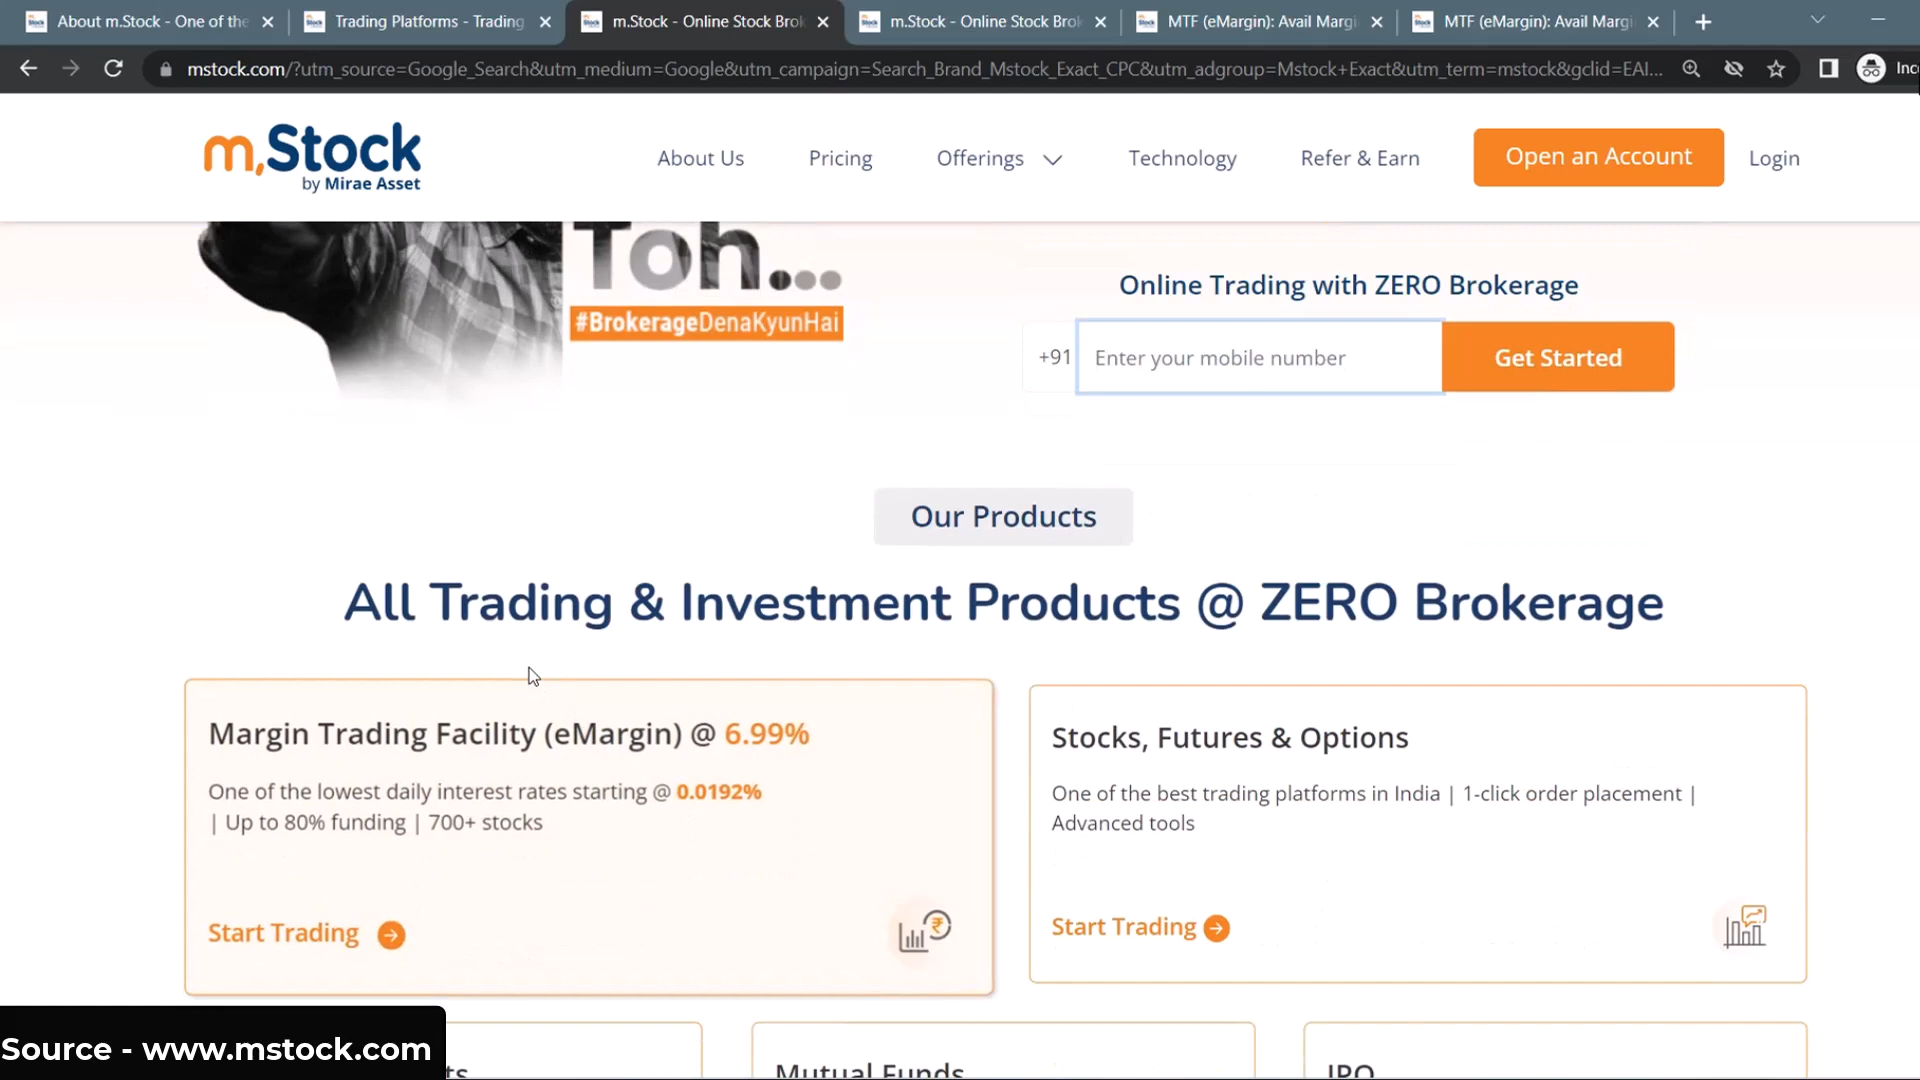 About m.Stock - One of the
Trading Platforms - Trading
m.Stock - Online Stock Brok
m.Stock - Online Stock Brok
MTF (eMargin): Avail Margi
MTF (eMargin): Avail Margi
mstock.com/?utm_source=Google_Search&utm_medium=Google&utm_campaign=Search_Brand_Mstock_Exact_CPC&utm_adgroup=Mstock+Exact&utm_term=mstock&gclid=EAI...
m.Stock
by Mirae Asset
About Us
Pricing
Offerings
Technology
Refer & Earn
Open an Account
Login
Toh...
#BrokerageDenaKyunHai
Online Trading with ZERO Brokerage
+91
Enter your mobile number
Get Started
Our Products
All Trading & Investment Products @ ZERO Brokerage
Margin Trading Facility (eMargin) @ 6.99%
One of the lowest daily interest rates starting @ 0.0192%
| Up to 80% funding | 700+ stocks
Start Trading
Stocks, Futures & Options
One of the best trading platforms in India | 1-click order placement |
Advanced tools
Start Trading
Mutual Funds
IPO
Source - www.mstock.com